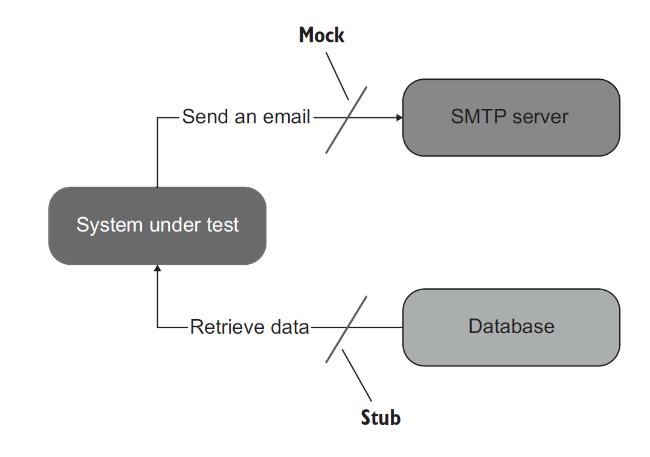 Mock
Send an email
SMTP server
System under test
Retrieve data
Database
Stub